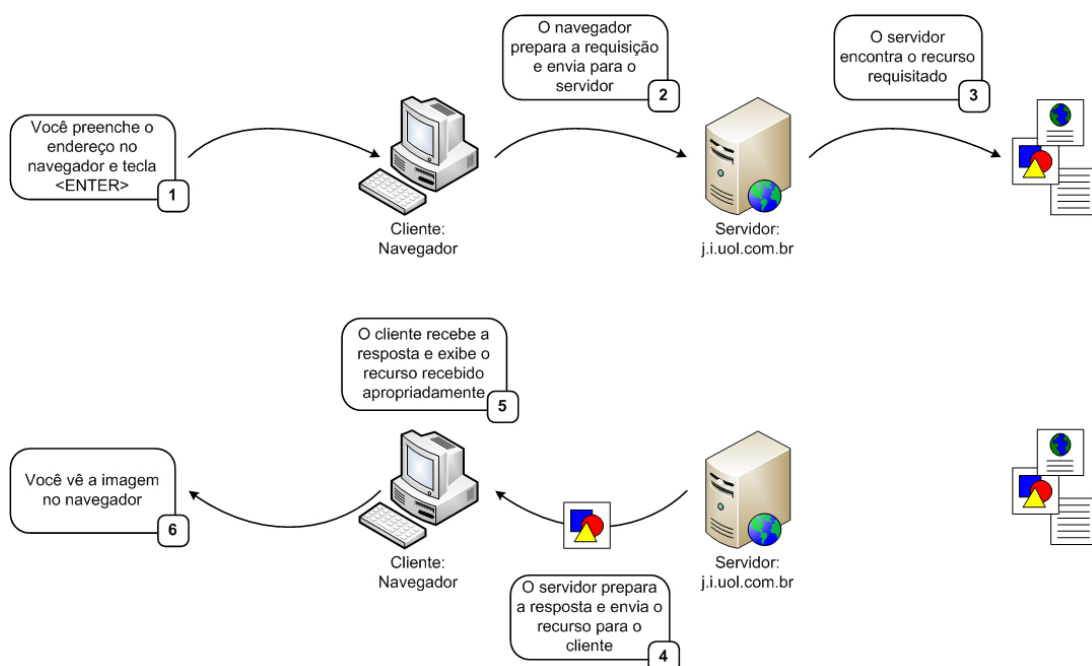 Você preenche o
endereço no
navegador e tecla
<ENTER>
1
O navegador
prepara a requisição
e envia para o
servidor
2
O servidor
encontra o recurso
requisitado
3
Cliente:
Navegador
Servidor:
j.i.uol.com.br
O servidor prepara
a resposta e envia o
recurso para o
cliente
4
O cliente recebe a
resposta e exibe o
recurso recebido
apropriadamente
5
Você vê a imagem
no navegador
6
Cliente:
Navegador
Servidor:
j.i.uol.com.br